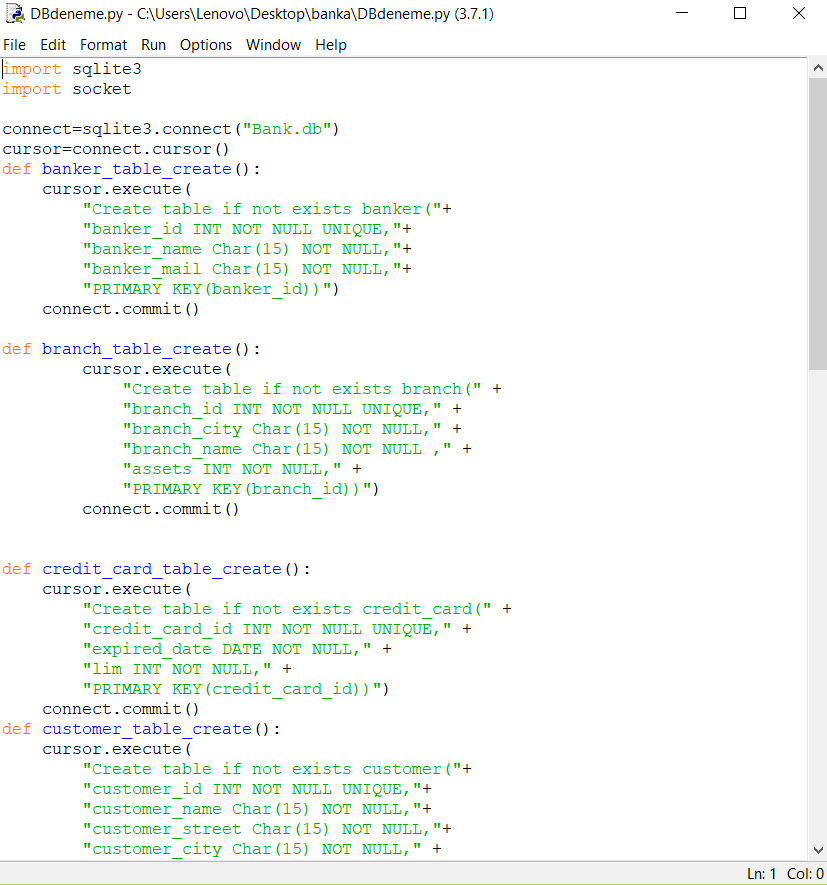 DBdeneme.py - C:\Users\Lenovo\Desktop\banka\DBdeneme.py (3.7.1)
File Edit Format Run Options Window Help
import sqlite3
import socket

connect=sqlite3.connect("Bank.db")
cursor=connect.cursor()
def banker_table_create():
    cursor.execute(
        "Create table if not exists banker("+
        "banker_id INT NOT NULL UNIQUE,"+
        "banker_name Char(15) NOT NULL,"+
        "banker_mail Char(15) NOT NULL,"+
        "PRIMARY KEY(banker_id))")
    connect.commit()

def branch_table_create():
        cursor.execute(
            "Create table if not exists branch(" +
            "branch_id INT NOT NULL UNIQUE," +
            "branch_city Char(15) NOT NULL," +
            "branch_name Char(15) NOT NULL ," +
            "assets INT NOT NULL," +
            "PRIMARY KEY(branch_id))")
        connect.commit()


def credit_card_table_create():
    cursor.execute(
        "Create table if not exists credit_card(" +
        "credit_card_id INT NOT NULL UNIQUE," +
        "expired_date DATE NOT NULL," +
        "lim INT NOT NULL," +
        "PRIMARY KEY(credit_card_id))")
    connect.commit()
def customer_table_create():
    cursor.execute(
        "Create table if not exists customer("+
        "customer_id INT NOT NULL UNIQUE,"+
        "customer_name Char(15) NOT NULL,"+
        "customer_street Char(15) NOT NULL,"+
        "customer_city Char(15) NOT NULL," +
Ln: 1 Col: 0